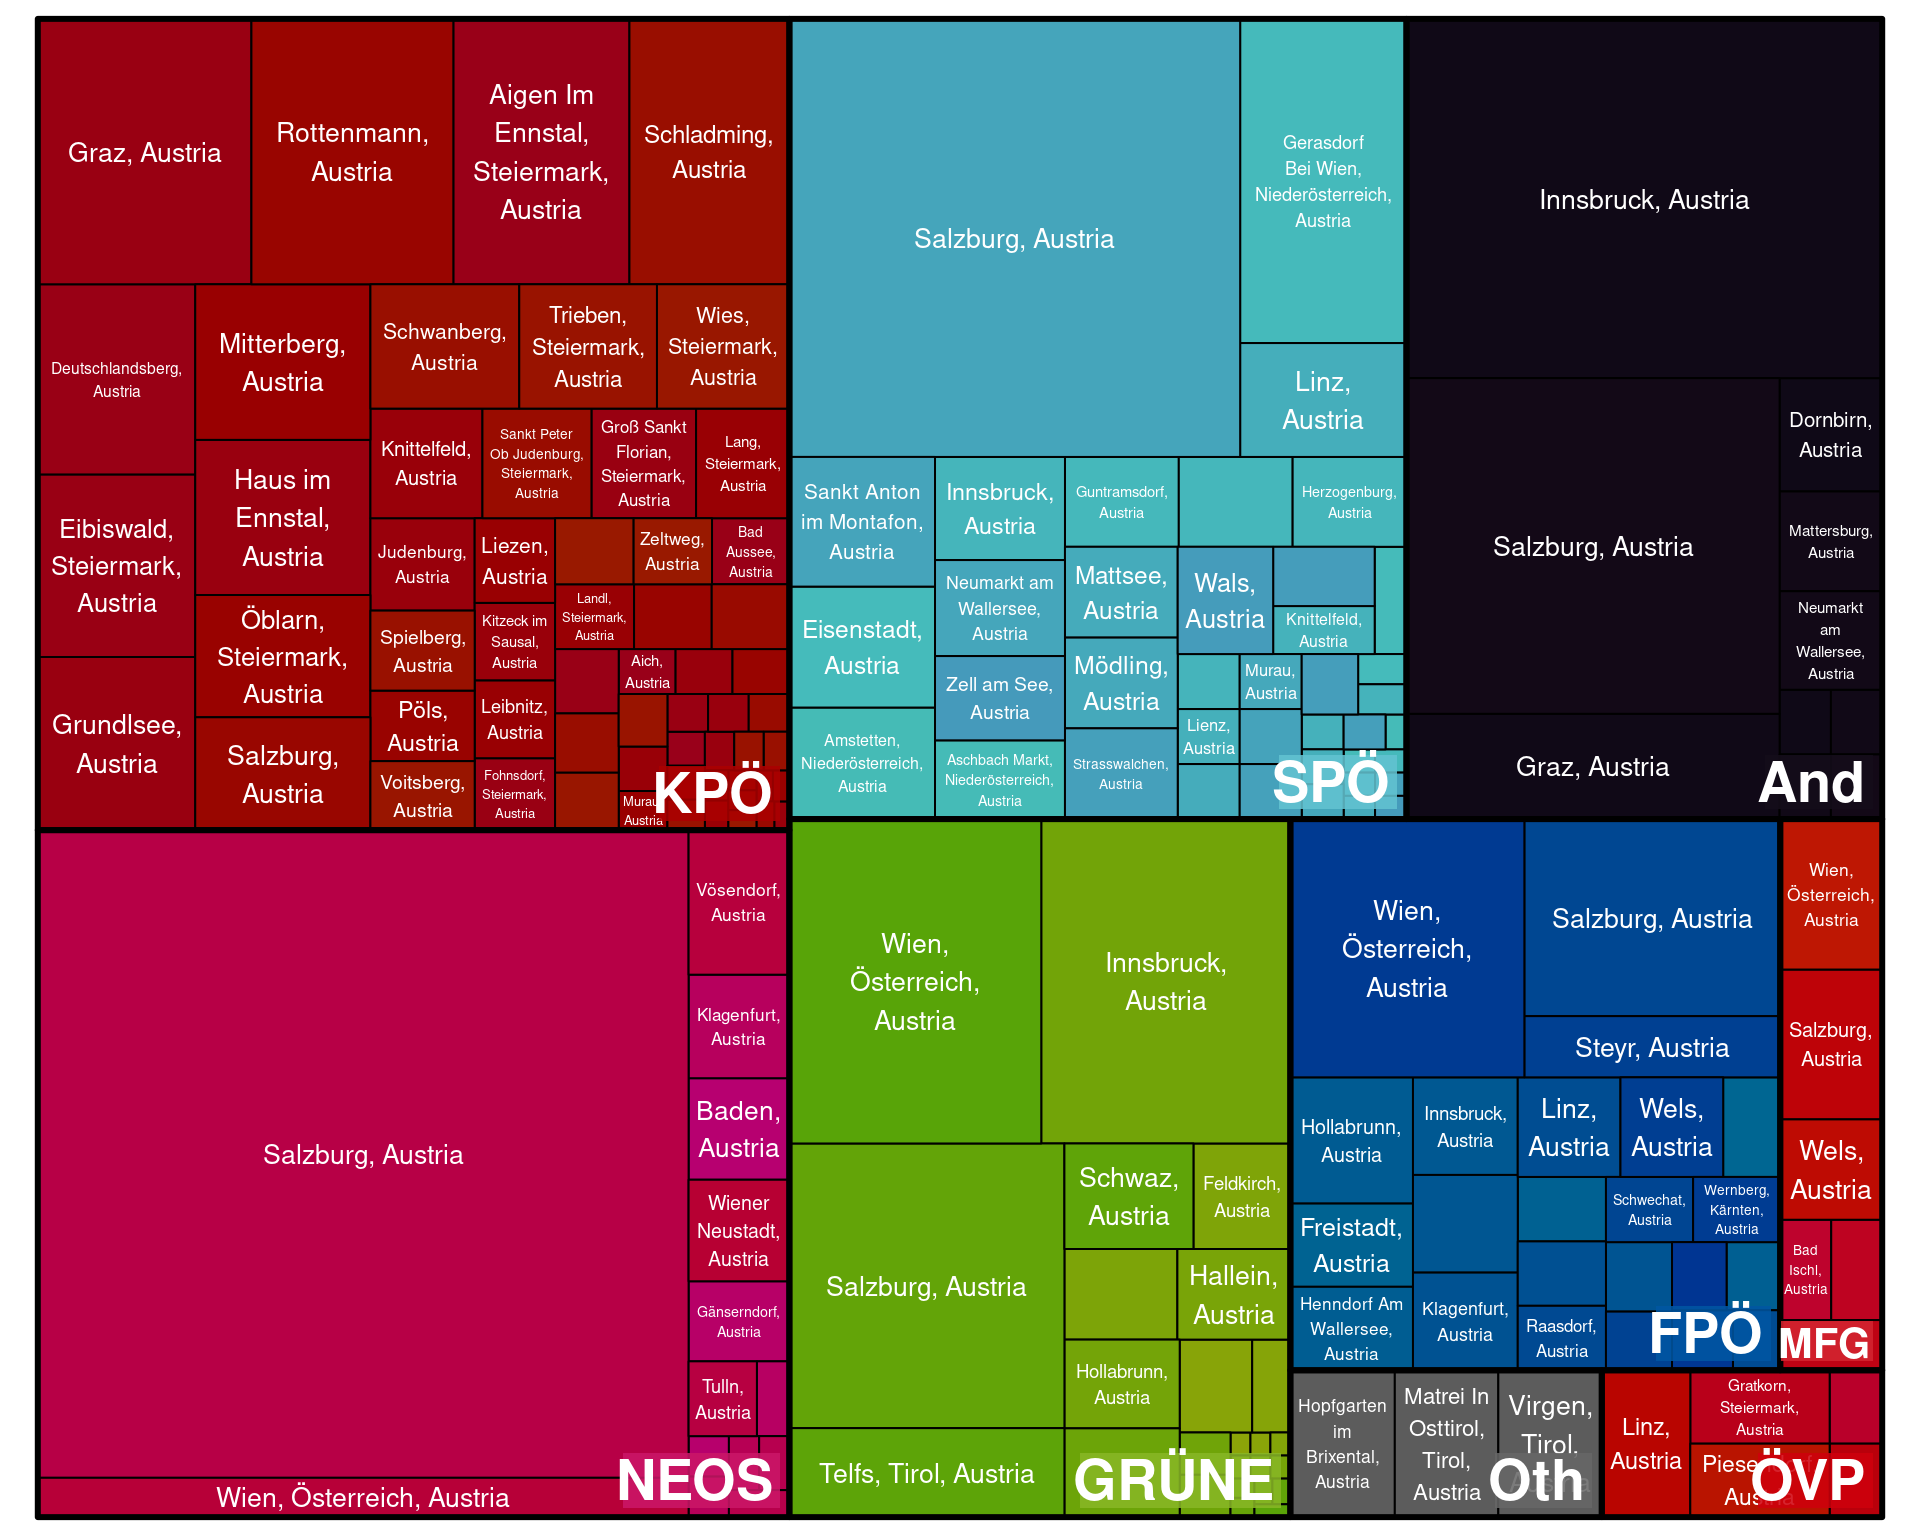 Graz, Austria
Rottenmann,
Austria
Aigen Im
Ennstal,
Steiermark,
Austria
Schladming,
Austria
Deutschlandsberg,
Austria
Mitterberg,
Austria
Schwanberg,
Austria
Trieben,
Steiermark,
Austria
Wies,
Steiermark,
Austria
Knittelfeld,
Austria
Sankt Peter
Ob Judenburg,
Steiermark,
Austria
Groß Sankt
Florian,
Steiermark,
Austria
Lang,
Steiermark,
Austria
Eibiswald,
Steiermark,
Austria
Haus im
Ennstal,
Austria
Judenburg,
Austria
Liezen,
Austria
Zeltweg,
Austria
Bad
Aussee,
Austria
Landl,
Steiermark,
Austria
Öblarn,
Steiermark,
Austria
Spielberg,
Austria
Kitzeck im
Sausal,
Austria
Aich,
Austria
Grundlsee,
Austria
Salzburg,
Austria
Pöls,
Austria
Leibnitz,
Austria
Voitsberg,
Austria
Fohnsdorf,
Steiermark,
Austria
Murau,
Austria
KPÖ
Salzburg, Austria
Gerasdorf
Bei Wien,
Niederösterreich,
Austria
Linz,
Austria
Sankt Anton
im Montafon,
Austria
Innsbruck,
Austria
Guntramsdorf,
Austria
Herzogenburg,
Austria
Eisenstadt,
Austria
Neumarkt am
Wallersee,
Austria
Mattsee,
Austria
Wals,
Austria
Knittelfeld,
Austria
Zell am See,
Austria
Mödling,
Austria
Murau,
Austria
Lienz,
Austria
Amstetten,
Niederösterreich,
Austria
Aschbach Markt,
Niederösterreich,
Austria
Strasswalchen,
Austria
SPÖ
Innsbruck, Austria
Salzburg, Austria
Dornbirn,
Austria
Mattersburg,
Austria
Neumarkt
am
Wallersee,
Austria
Graz, Austria
And
Salzburg, Austria
Vösendorf,
Austria
Klagenfurt,
Austria
Baden,
Austria
Wiener
Neustadt,
Austria
Gänserndorf,
Austria
Tulln,
Austria
Wien, Österreich, Austria
NEOS
Wien,
Österreich,
Austria
Innsbruck,
Austria
Salzburg, Austria
Schwaz,
Austria
Feldkirch,
Austria
Hallein,
Austria
Hollabrunn,
Austria
Telfs, Tirol, Austria
GRÜNE
Wien,
Österreich,
Austria
Salzburg, Austria
Steyr, Austria
Hollabrunn,
Austria
Innsbruck,
Austria
Linz,
Austria
Wels,
Austria
Schwechat,
Austria
Wernberg,
Kärnten,
Austria
Freistadt,
Austria
Henndorf Am
Wallersee,
Austria
Klagenfurt,
Austria
Raasdorf,
Austria
FPÖ
Wien,
Österreich,
Austria
Salzburg,
Austria
Wels,
Austria
Bad
Ischl,
Austria
MFG
Hopfgarten
im
Brixental,
Austria
Matrei In
Osttirol,
Tirol,
Austria
Virgen,
Tirol,
Austria
Oth
Linz,
Austria
Gratkorn,
Steiermark,
Austria
ÖVP